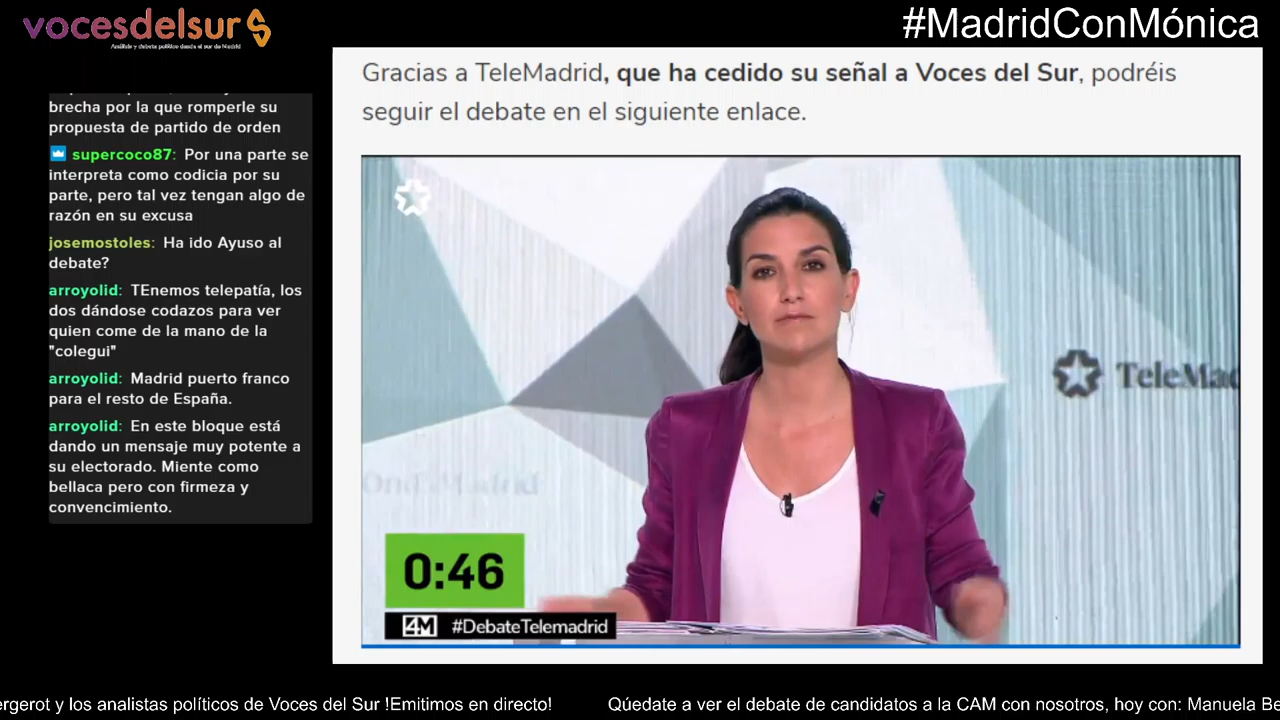 vocesdelsur
Análisis y debate político desde el sur de Madrid
#MadridConMónica
brecha por la que romperle su
propuesta de partido de orden
supercoco87: Por una parte se
interpreta como codicia por su
parte, pero tal vez tengan algo de
razón en su excusa
josemostoles: Ha ido Ayuso al
debate?
arroyolid: TEnemos telepatía, los
dos dándose codazos para ver
quien come de la mano de la
"colegui"
arroyolid: Madrid puerto franco
para el resto de España.
arroyolid: En este bloque está
dando un mensaje muy potente a
su electorado. Miente como
bellaca pero con firmeza y
convencimiento.
Gracias a TeleMadrid, que ha cedido su señal a Voces del Sur, podréis
seguir el debate en el siguiente enlace.
TeleMad
OndaMadrid
0:46
4M #DebateTelemadrid
ergerot y los analistas políticos de Voces del Sur !Emitimos en directo! Qúedate a ver el debate de candidatos a la CAM con nosotros, hoy con: Manuela Be